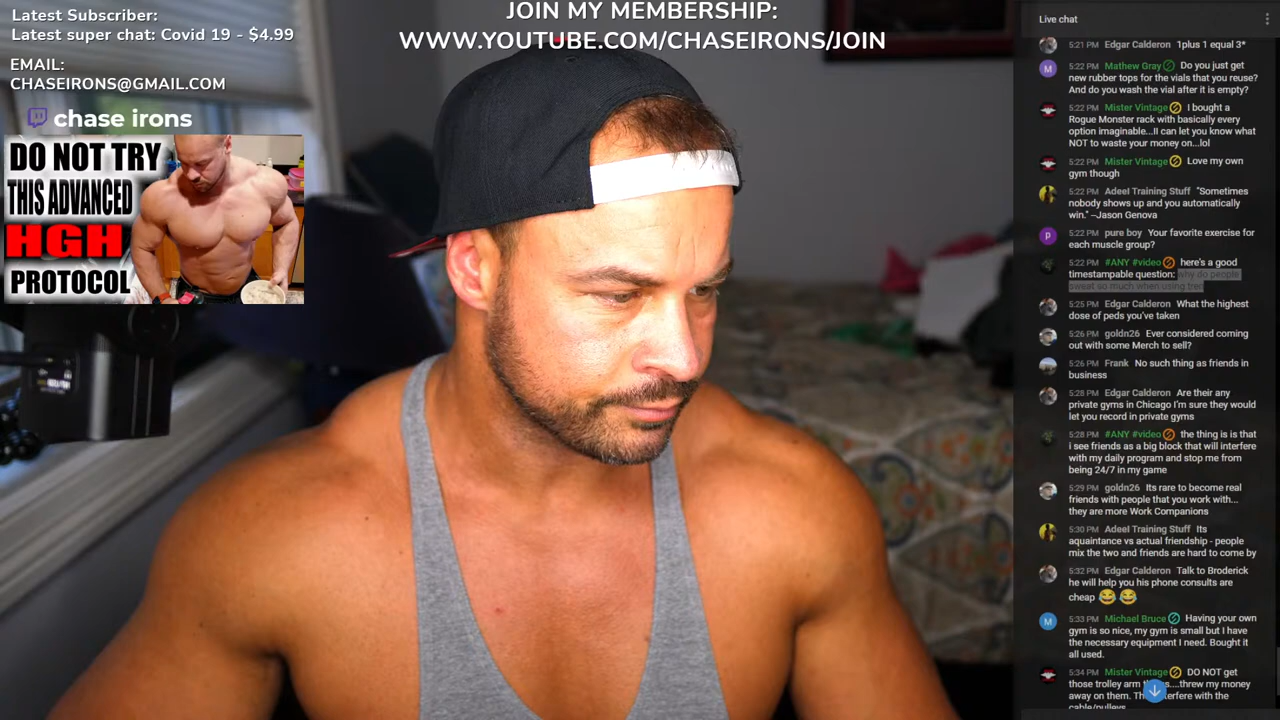 Latest Subscriber:
Latest super chat: Covid 19 - $4.99
EMAIL:
CHASEIRONS@GMAIL.COM
chase irons
DO NOT TRY
THIS ADVANCED
HGH
PROTOCOL
JOIN MY MEMBERSHIP:
WWW.YOUTUBE.COM/CHASEIRONS/JOIN
Live chat
5:21 PM Edgar Calderon 1plus 1 equal 3*
M
5:22 PM Mathew Gray Do you just get
new rubber tops for the vials that you reuse?
And do you wash the vial after it is empty?
5:22 PM Mister Vintage I bought a
Rogue Monster rack with basically every
option imaginable...II can let you know what
NOT to waste your money on...lol
5:22 PM Mister Vintage Love my own
gym though
5:22 PM Adeel Training Stuff "Sometimes
nobody shows up and you automatically
win." –Jason Genova
p
5:22 PM pure boy Your favorite exercise for
each muscle group?
5:22 PM #ANY #video here's a good
timestampable question: why do people
sweat so much when using tren
5:25 PM Edgar Calderon What the highest
dose of peds you've taken
5:26 PM goldn26 Ever considered coming
out with some Merch to sell?
5:26 PM Frank No such thing as friends in
business
5:28 PM Edgar Calderon Are their any
private gyms in Chicago I'm sure they would
let you record in private gyms
5:28 PM #ANY #video the thing is is that
i see friends as a big block that will interfere
with my daily program and stop me from
being 24/7 in my game
5:29 PM goldn26 Its rare to become real
friends with people that you work with...
they are more Work Companions
5:30 PM Adeel Training Stuff Its
aquaintance vs actual friendship - people
mix the two and friends are hard to come by
5:32 PM Edgar Calderon Talk to Broderick
he will help you his phone consults are
cheap 😂 😂
M
5:33 PM Michael Bruce Having your own
gym is so nice, my gym is small but I have
the necessary equipment I need. Bought it
all used.
5:34 PM Mister Vintage DO NOT get
those trolley arm threw my money
away on them. with the
cable/pulleys